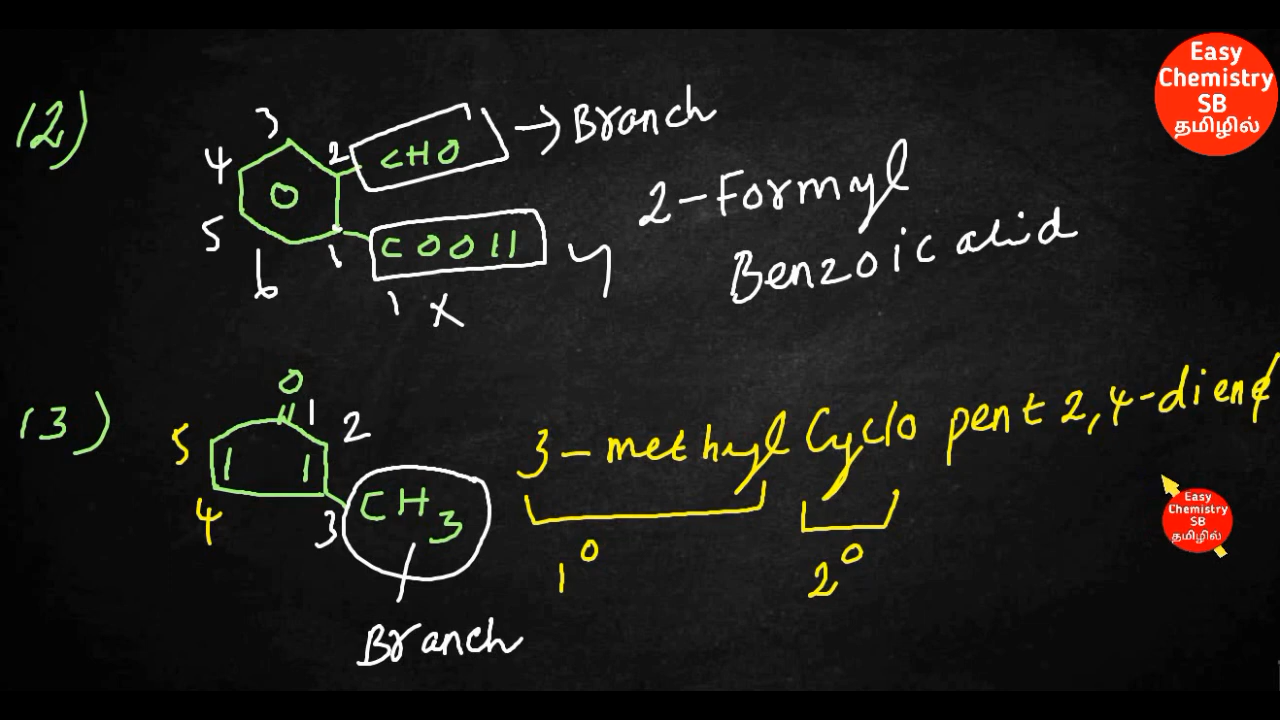 Easy
Chemistry
SB
தமிழில்
12)
3
4
2
CHO
→ Branch
5
6
1
COOH
1 x
2-Formyl
Benzoic acid
13)
O
1
2
5
4
3
CH3
Branch
3-methyl Cyclo pent 2,4-diene
1°
2°
Easy
Chemistry
SB
தமிழில்